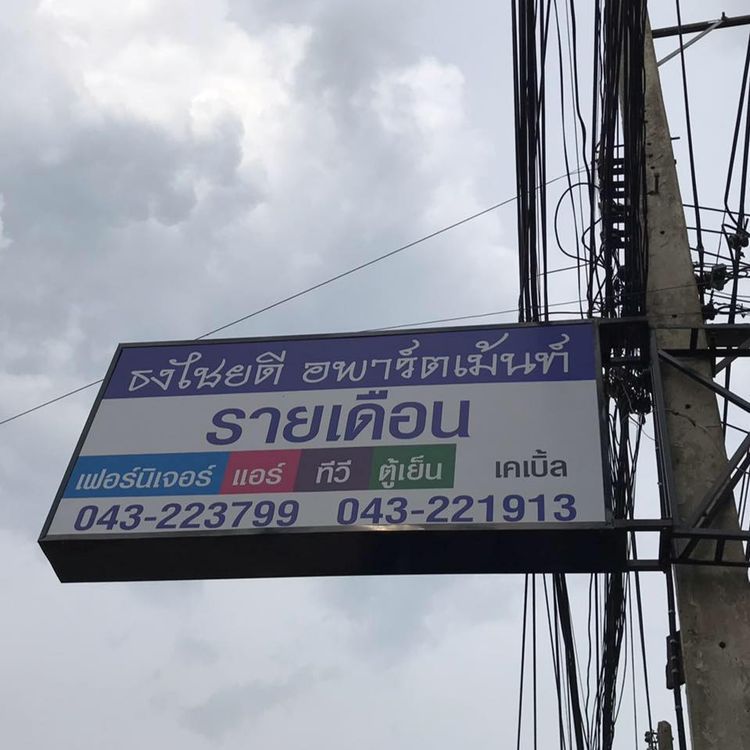 ธงไชยดี อพาร์ตเม้นท์
รายเดือน
เฟอร์นิเจอร์ แอร์ ทีวี ตู้เย็น เคเบิ้ล
043-223799 043-221913